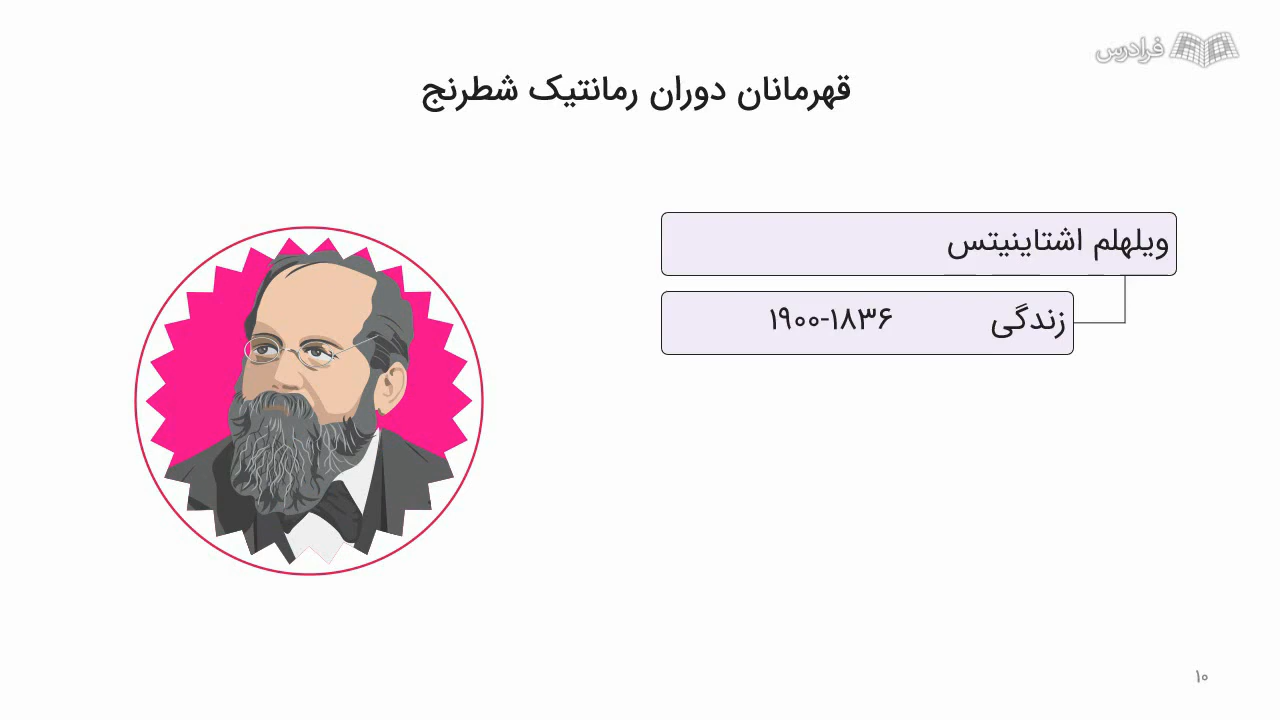 فرادرس
قهرمانان دوران رمانتیک شطرنج
ویلهلم اشتاینیتس
زندگی ۱۸۳۶-۱۹۰۰
۱۰